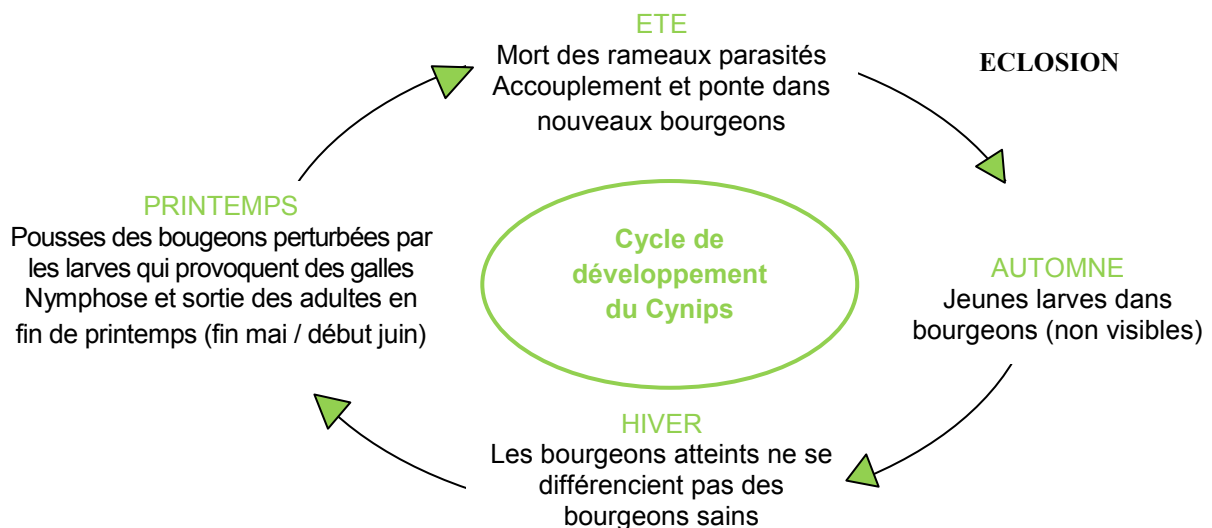 ETE
Mort des rameaux parasités
Accouplement et ponte dans
nouveaux bourgeons
ECLOSION
PRINTEMPS
Pousses des bougeons perturbées par
les larves qui provoquent des galles
Nymphose et sortie des adultes en
fin de printemps (fin mai / début juin)
Cycle de
développement
du Cynips
AUTOMNE
Jeunes larves dans
bourgeons (non visibles)
HIVER
Les bourgeons atteints ne se
différencient pas des
bourgeons sains